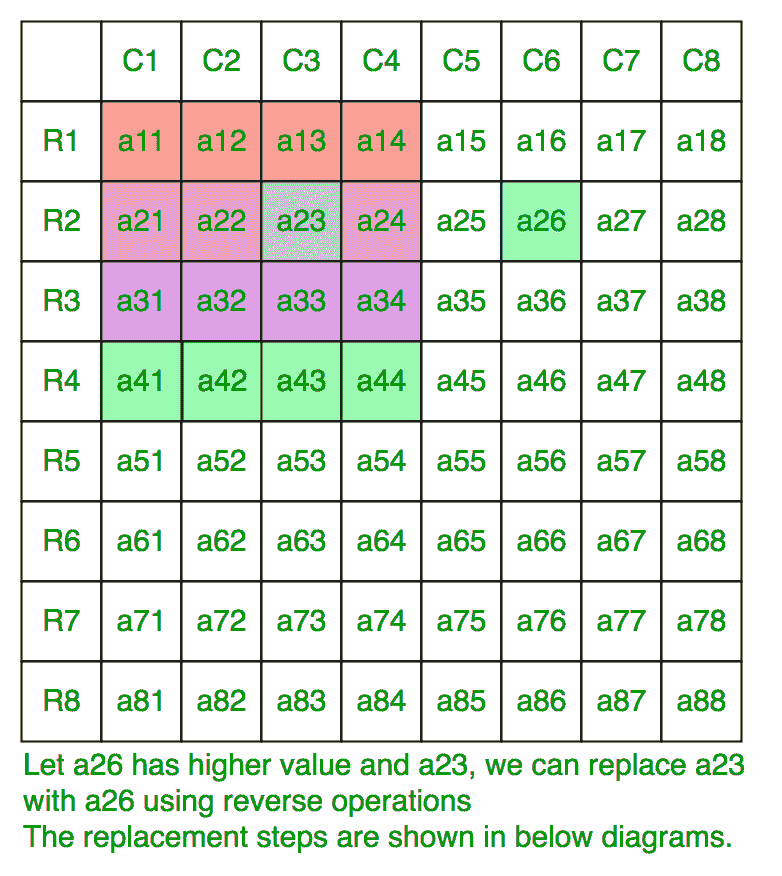 C1 C2 C3 C4 C5 C6 C7 C8
R1 a11 a12 a13 a14 a15 a16 a17 a18
R2 a21 a22 a23 a24 a25 a26 a27 a28
R3 a31 a32 a33 a34 a35 a36 a37 a38
R4 a41 a42 a43 a44 a45 a46 a47 a48
R5 a51 a52 a53 a54 a55 a56 a57 a58
R6 a61 a62 a63 a64 a65 a66 a67 a68
R7 a71 a72 a73 a74 a75 a76 a77 a78
R8 a81 a82 a83 a84 a85 a86 a87 a88
Let a26 has higher value and a23, we can replace a23
with a26 using reverse operations
The replacement steps are shown in below diagrams.